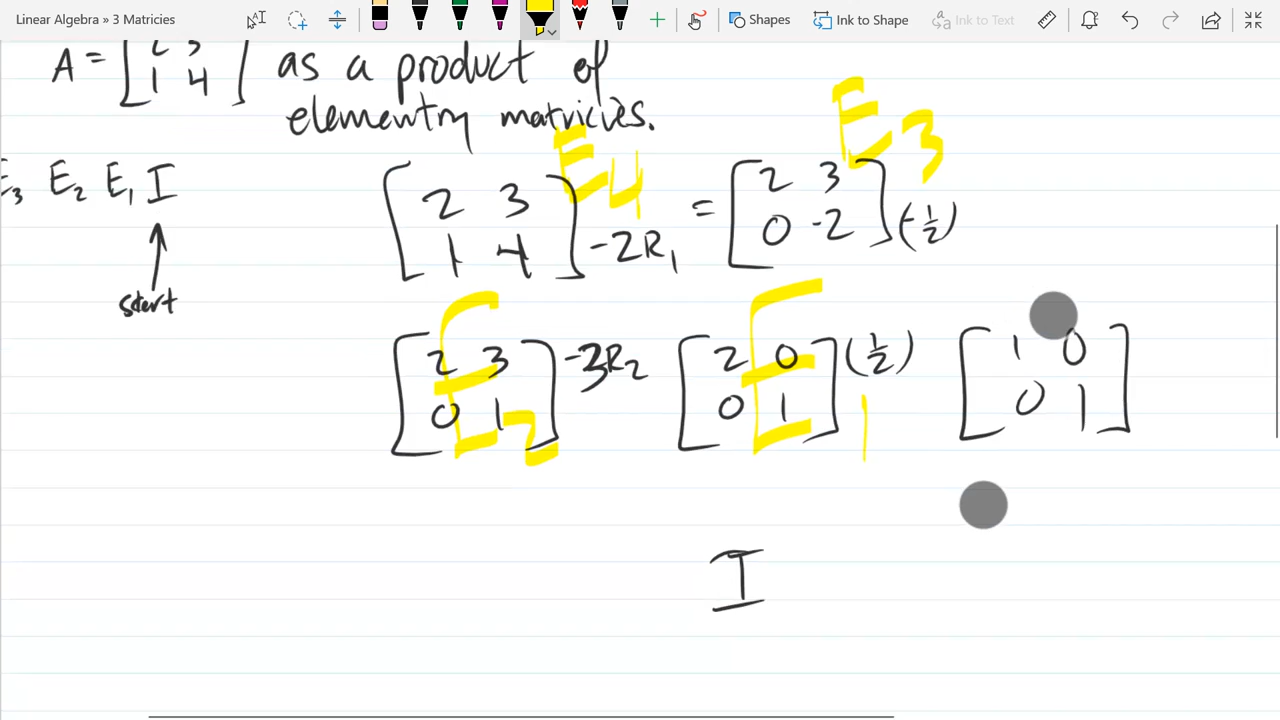 Linear Algebra » 3 Matricies
Shapes
Ink to Shape
Ink to Text
A = [ 2 3
1 4 ] as a product of
elementry matricies.
E3 E2 E1 I
start
[ 2 3
1 4 ] -2R1 E4
= [ 2 3
0 -2 ] (-1/2) E3
[ 2 3
0 1 ] -3R2 E2
[ 2 0
0 1 ] (1/2) E1
[ 1 0
0 1 ]
I